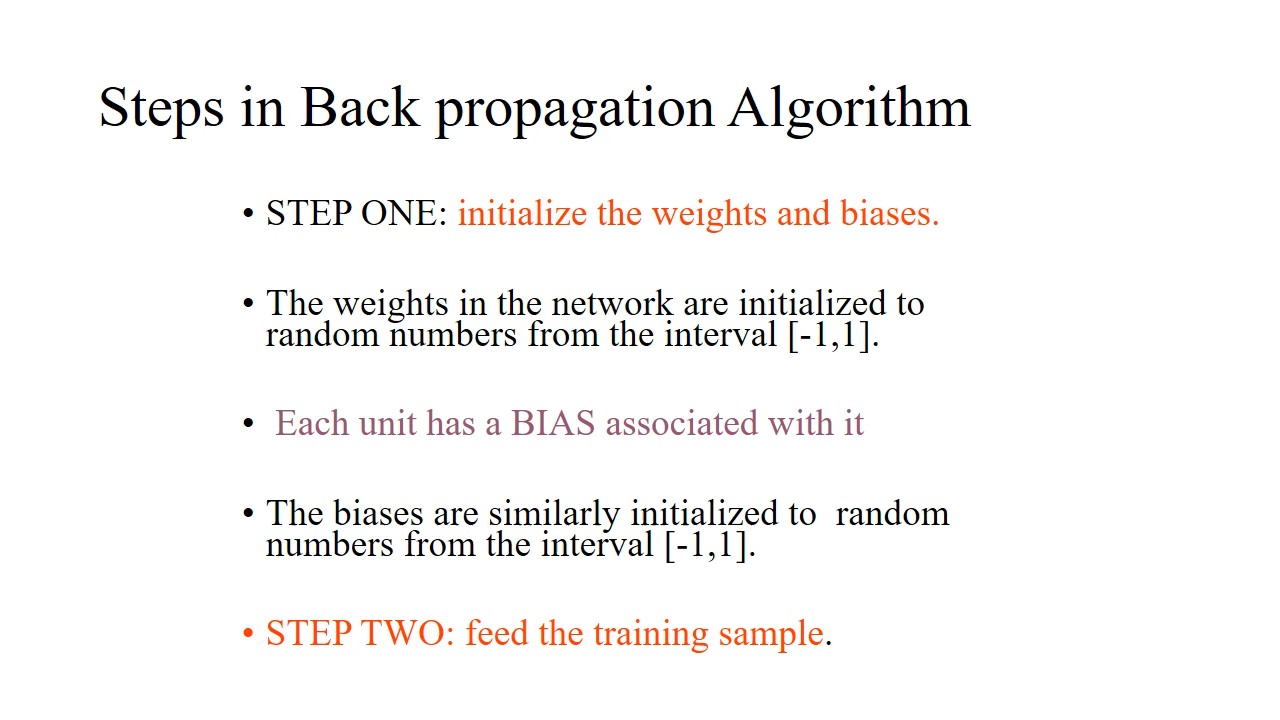 Steps in Back propagation Algorithm
• STEP ONE: initialize the weights and biases.
• The weights in the network are initialized to
random numbers from the interval [-1,1].
• Each unit has a BIAS associated with it
• The biases are similarly initialized to  random
numbers from the interval [-1,1].
• STEP TWO: feed the training sample.